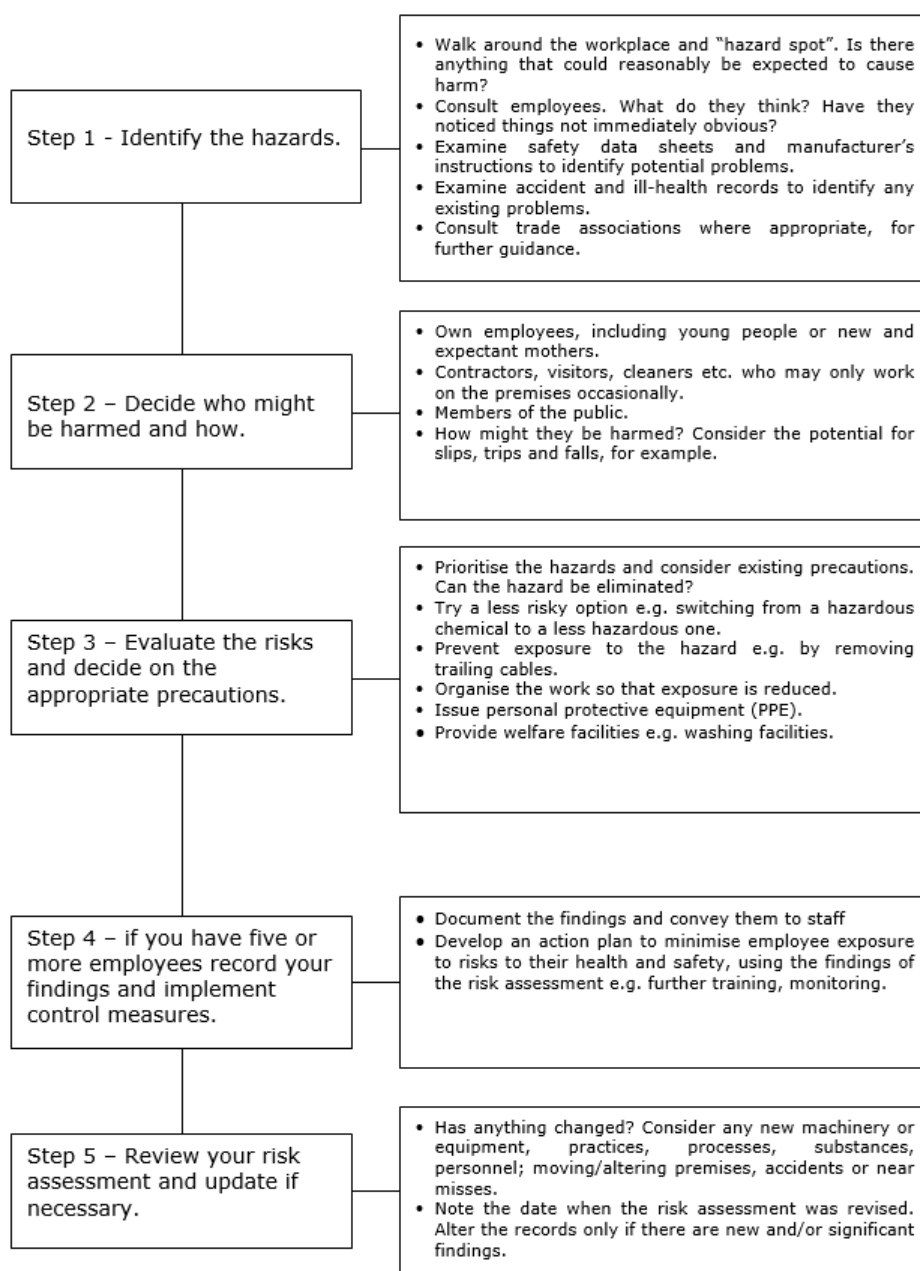 Step 1 - Identify the hazards.
• Walk around the workplace and “hazard spot”. Is there
anything that could reasonably be expected to cause
harm?
• Consult employees. What do they think? Have they
noticed things not immediately obvious?
• Examine safety data sheets and manufacturer’s
instructions to identify potential problems.
• Examine accident and ill-health records to identify any
existing problems.
• Consult trade associations where appropriate, for
further guidance.
Step 2 – Decide who might
be harmed and how.
• Own employees, including young people or new and
expectant mothers.
• Contractors, visitors, cleaners etc. who may only work
on the premises occasionally.
• Members of the public.
• How might they be harmed? Consider the potential for
slips, trips and falls, for example.
Step 3 – Evaluate the risks
and decide on the
appropriate precautions.
• Prioritise the hazards and consider existing precautions.
Can the hazard be eliminated?
• Try a less risky option e.g. switching from a hazardous
chemical to a less hazardous one.
• Prevent exposure to the hazard e.g. by removing
trailing cables.
• Organise the work so that exposure is reduced.
• Issue personal protective equipment (PPE).
• Provide welfare facilities e.g. washing facilities.
Step 4 – if you have five or
more employees record your
findings and implement
control measures.
• Document the findings and convey them to staff
• Develop an action plan to minimise employee exposure
to risks to their health and safety, using the findings of
the risk assessment e.g. further training, monitoring.
Step 5 – Review your risk
assessment and update if
necessary.
• Has anything changed? Consider any new machinery or
equipment, practices, processes, substances,
personnel; moving/altering premises, accidents or near
misses.
• Note the date when the risk assessment was revised.
Alter the records only if there are new and/or significant
findings.